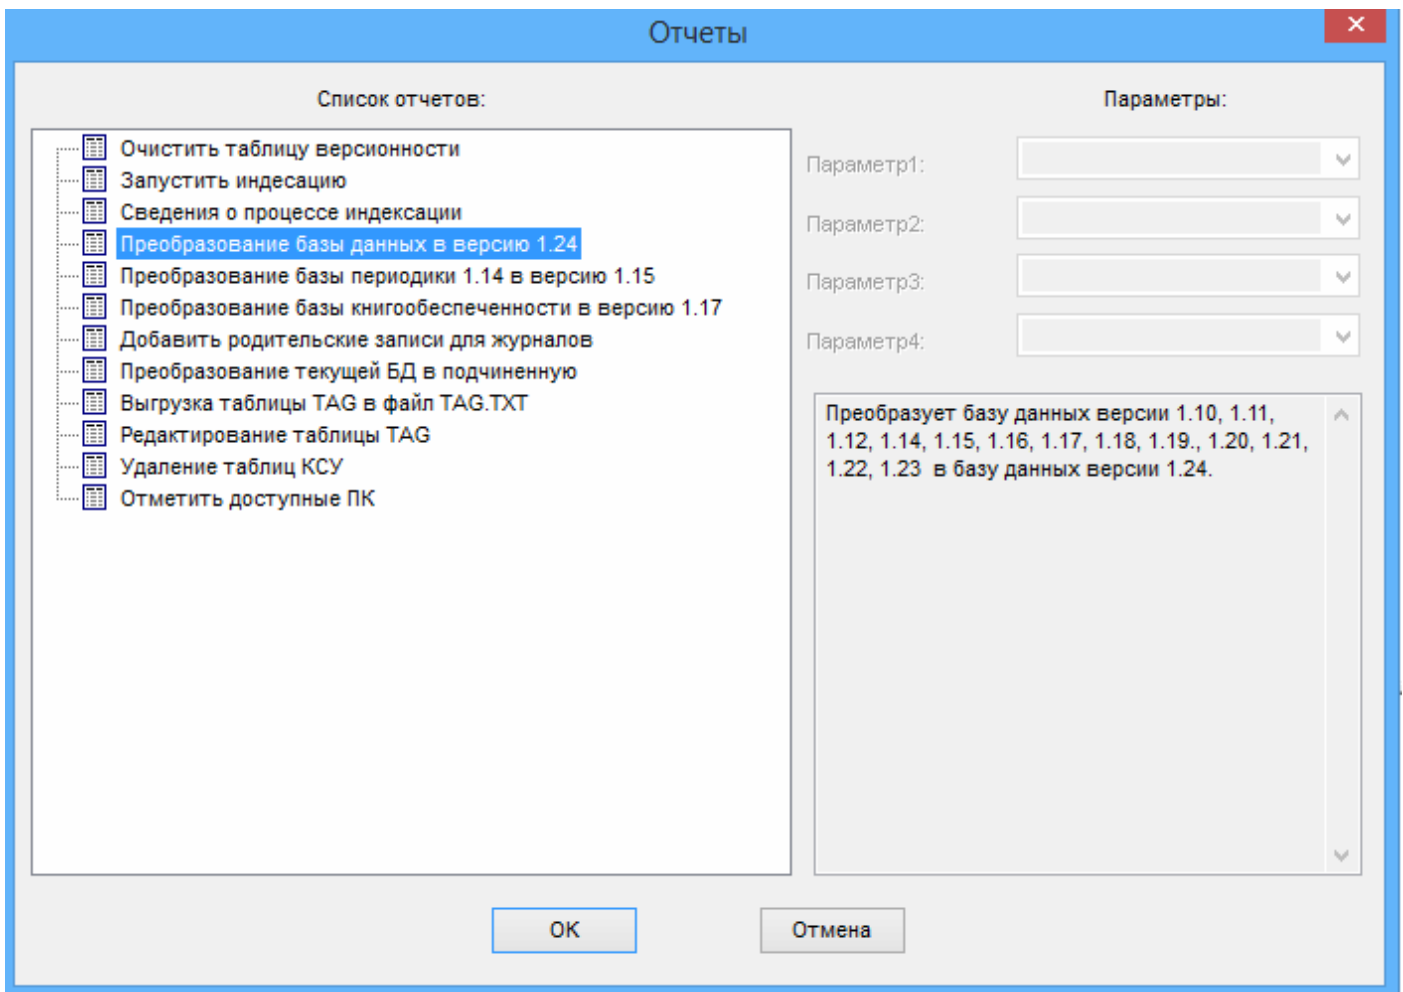 Отчеты
Список отчетов:
Параметры:
Очистить таблицу версионности
Запустить индесацию
Сведения о процессе индексации
Преобразование базы данных в версию 1.24
Преобразование базы периодики 1.14 в версию 1.15
Преобразование базы книгообеспеченности в версию 1.17
Добавить родительские записи для журналов
Преобразование текущей БД в подчиненную
Выгрузка таблицы TAG в файл TAG.TXT
Редактирование таблицы TAG
Удаление таблиц КСУ
Отметить доступные ПК
Параметр1:
Параметр2:
Параметр3:
Параметр4:
Преобразует базу данных версии 1.10, 1.11,
1.12, 1.14, 1.15, 1.16, 1.17, 1.18, 1.19., 1.20, 1.21,
1.22, 1.23  в базу данных версии 1.24.
OK
Отмена